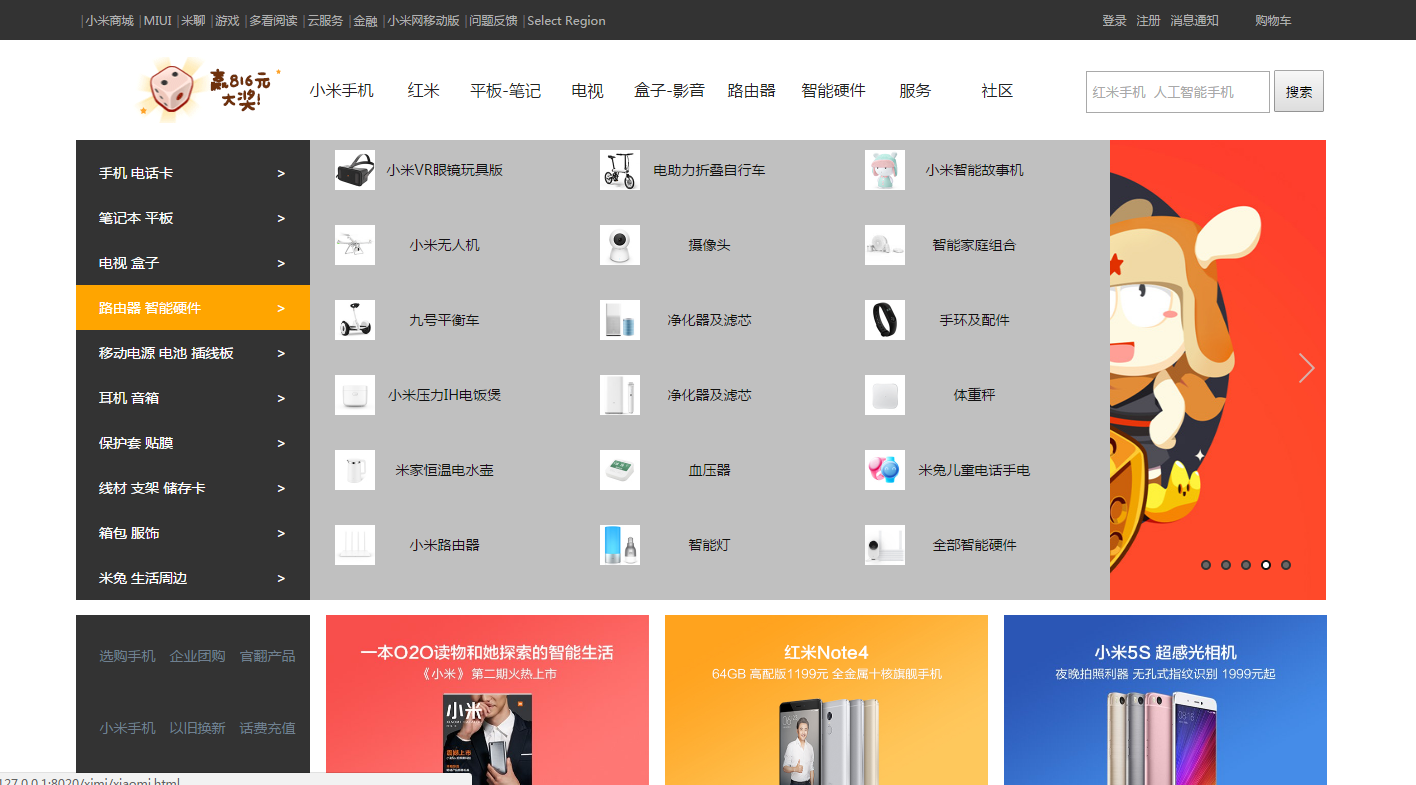 |小米商城 |MIUI |米聊 |游戏 |多看阅读 |云服务 |金融 |小米网移动版 |问题反馈 |Select Region 登录 注册 消息通知 购物车
赢816元
大奖!
小米手机 红米 平板-笔记 电视 盒子-影音 路由器 智能硬件 服务 社区 红米手机 人工智能手机 搜索
手机 电话卡 >
笔记本 平板 >
电视 盒子 >
路由器 智能硬件 >
移动电源 电池 插线板 >
耳机 音箱 >
保护套 贴膜 >
线材 支架 储存卡 >
箱包 服饰 >
米兔 生活周边 >
小米VR眼镜玩具版 电助力折叠自行车 小米智能故事机
小米无人机 摄像头 智能家庭组合
九号平衡车 净化器及滤芯 手环及配件
小米压力IH电饭煲 净化器及滤芯 体重秤
米家恒温电水壶 血压器 米兔儿童电话手电
小米路由器 智能灯 全部智能硬件
选购手机 企业团购 官翻产品
小米手机 以旧换新 话费充值
一本O2O读物和她探索的智能生活
《小米》第二期火热上市
小米
红米Note4
64GB 高配版1199元 全金属十核旗舰手机
小米5S 超感光相机
夜晚拍照利器 无孔式指纹识别 1999元起
127.0.0.1:8020/ximi/xiaomi.html